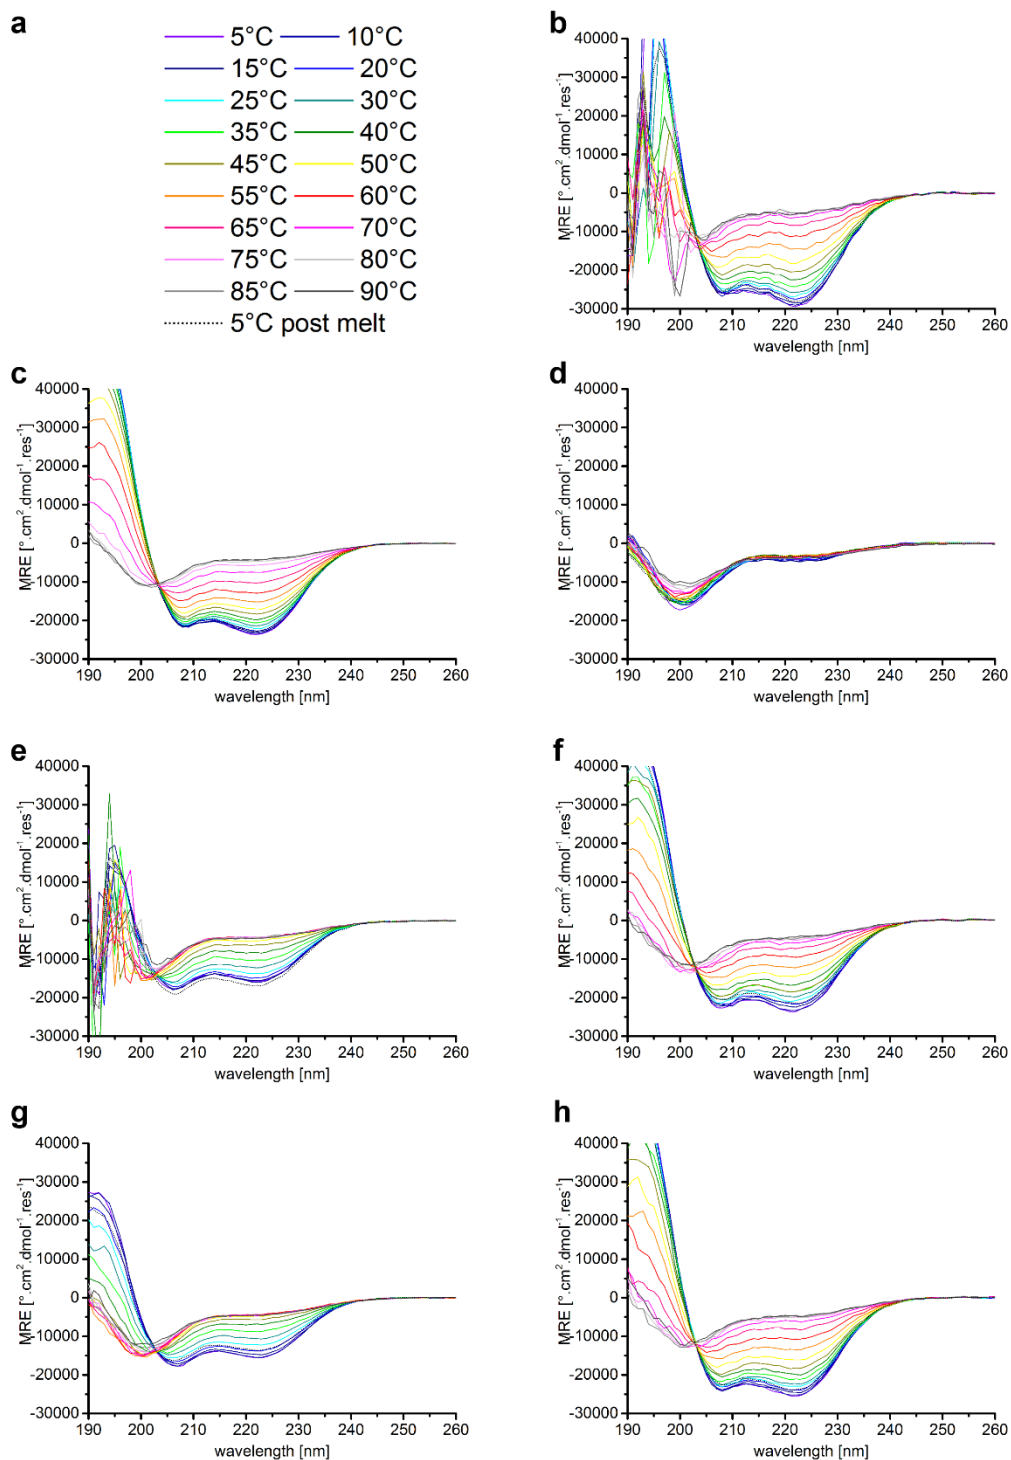 a
5°C 10°C
15°C 20°C
25°C 30°C
35°C 40°C
45°C 50°C
55°C 60°C
65°C 70°C
75°C 80°C
85°C 90°C
5°C post melt
b
MRE [°.cm².dmol⁻¹.res⁻¹]
40000
30000
20000
10000
0
-10000
-20000
-30000
190 200 210 220 230 240 250 260
wavelength [nm]
c
MRE [°.cm².dmol⁻¹.res⁻¹]
40000
30000
20000
10000
0
-10000
-20000
-30000
190 200 210 220 230 240 250 260
wavelength [nm]
d
MRE [°.cm².dmol⁻¹.res⁻¹]
40000
30000
20000
10000
0
-10000
-20000
-30000
190 200 210 220 230 240 250 260
wavelength [nm]
e
MRE [°.cm².dmol⁻¹.res⁻¹]
40000
30000
20000
10000
0
-10000
-20000
-30000
190 200 210 220 230 240 250 260
wavelength [nm]
f
MRE [°.cm².dmol⁻¹.res⁻¹]
40000
30000
20000
10000
0
-10000
-20000
-30000
190 200 210 220 230 240 250 260
wavelength [nm]
g
MRE [°.cm².dmol⁻¹.res⁻¹]
40000
30000
20000
10000
0
-10000
-20000
-30000
190 200 210 220 230 240 250 260
wavelength [nm]
h
MRE [°.cm².dmol⁻¹.res⁻¹]
40000
30000
20000
10000
0
-10000
-20000
-30000
190 200 210 220 230 240 250 260
wavelength [nm]